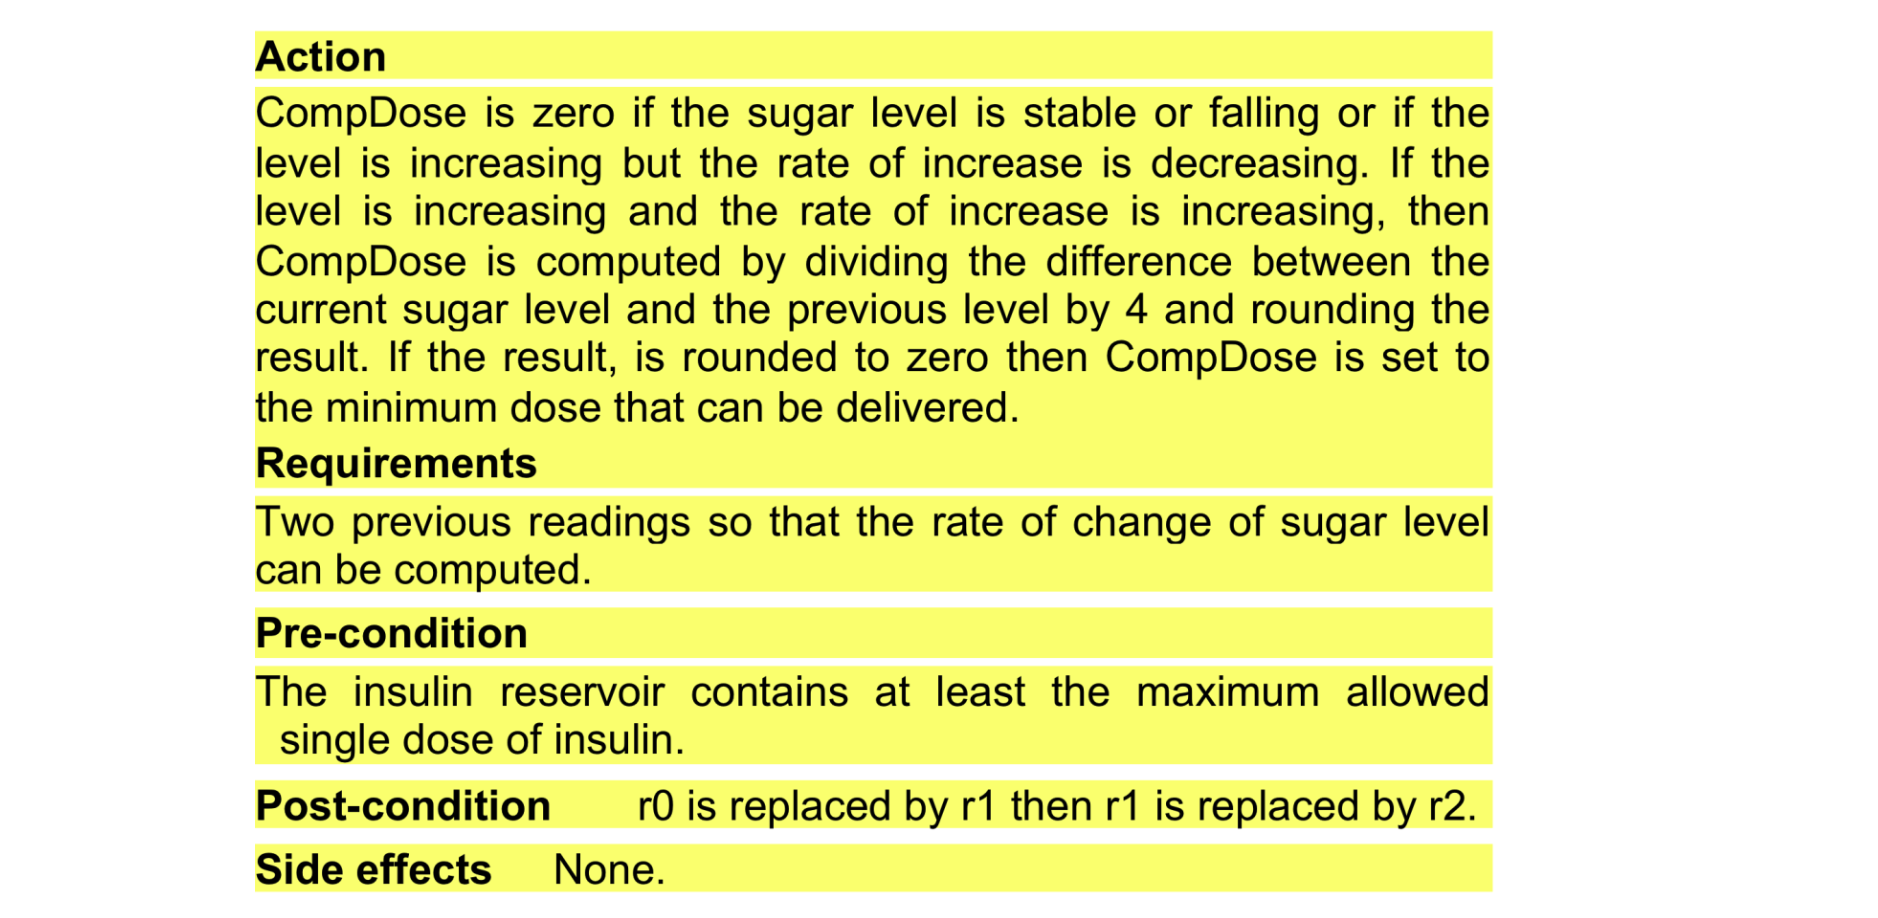 Action
CompDose is zero if the sugar level is stable or falling or if the
level is increasing but the rate of increase is decreasing. If the
level is increasing and the rate of increase is increasing, then
CompDose is computed by dividing the difference between the
current sugar level and the previous level by 4 and rounding the
result. If the result, is rounded to zero then CompDose is set to
the minimum dose that can be delivered.
Requirements
Two previous readings so that the rate of change of sugar level
can be computed.
Pre-condition
The insulin reservoir contains at least the maximum allowed
single dose of insulin.
Post-condition r0 is replaced by r1 then r1 is replaced by r2.
Side effects None.